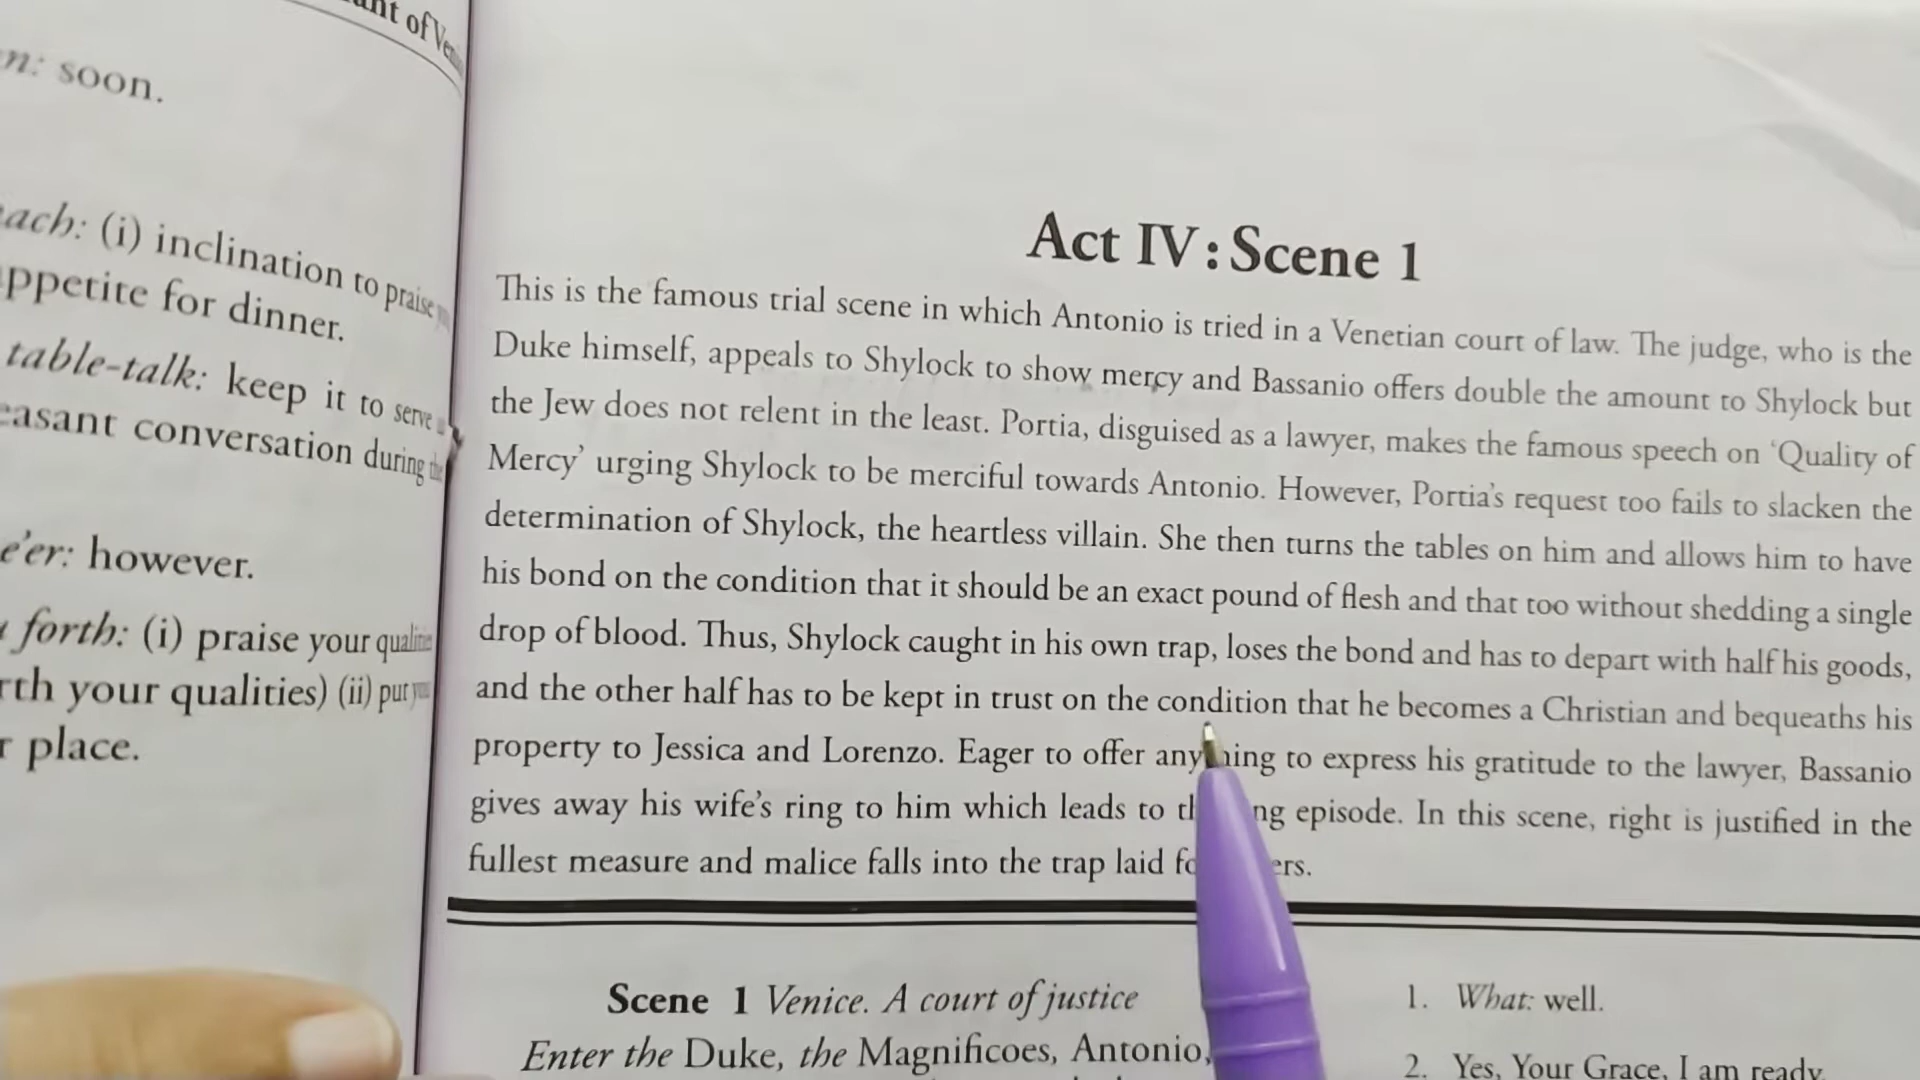 ant of Ven
n: soon.
ach: (i) inclination to praise
ppetite for dinner.
table-talk: keep it to serve
easant conversation during
e'er: however.
forth: (i) praise your
rth your qualities) (ii) put
r place.
Act IV: Scene 1
This is the famous trial scene in which Antonio is tried in a Venetian court of law. The judge, who is the
Duke himself, appeals to Shylock to show mercy and Bassanio offers double the amount to Shylock but
the Jew does not relent in the least. Portia, disguised as a lawyer, makes the famous speech on 'Quality of
Mercy' urging Shylock to be merciful towards Antonio. However, Portia's request too fails to slacken the
determination of Shylock, the heartless villain. She then turns the tables on him and allows him to have
his bond on the condition that it should be an exact pound of flesh and that too without shedding a single
drop of blood. Thus, Shylock caught in his own trap, loses the bond and has to depart with half his goods,
and the other half has to be kept in trust on the condition that he becomes a Christian and bequeaths his
property to Jessica and Lorenzo. Eager to offer any hing to express his gratitude to the lawyer, Bassanio
gives away his wife's ring to him which leads to ng episode. In this scene, right is justified in the
fullest measure and malice falls into the trap laid ers.
Scene 1 Venice. A court of justice
Enter the Duke, the Magnificoes, Antonio,
1. What: well.
2. Yes, Your Grace, I am ready.